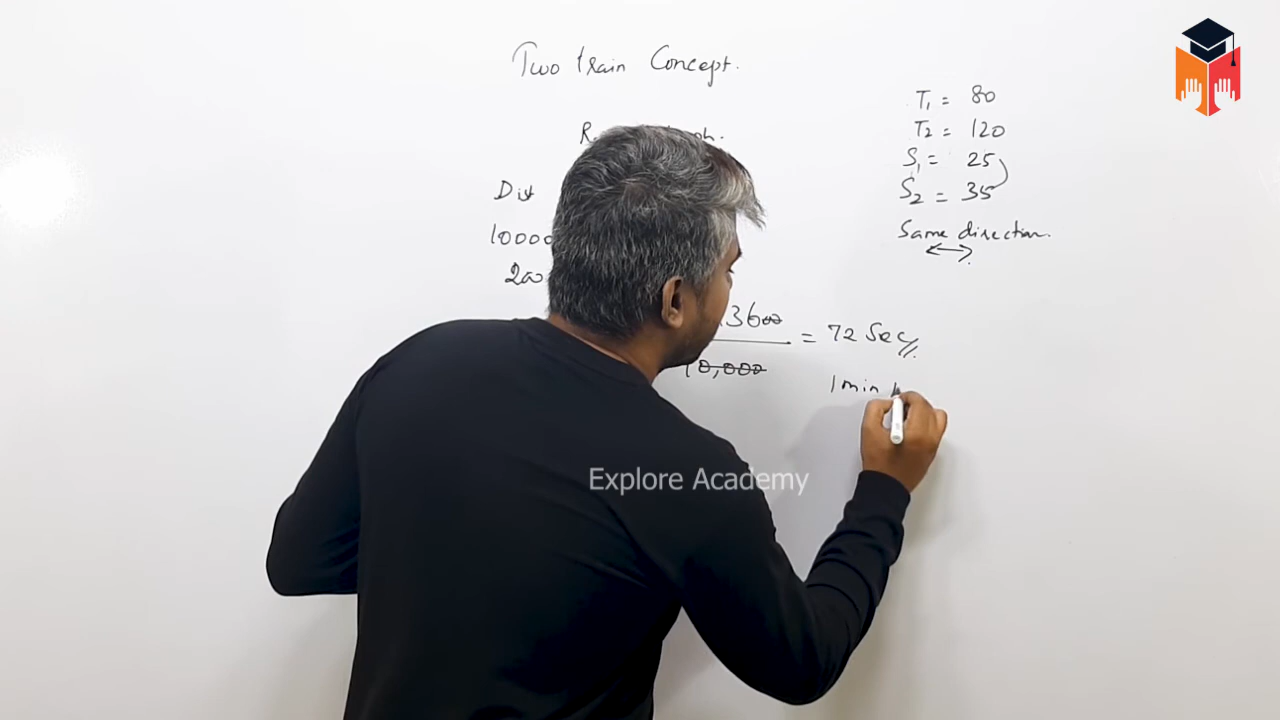 Two train Concept.
T1 = 80
T2 = 120
S1 = 25
S2 = 35
Same direction.
Dist
10000
200
3600
= 72 Sec
10,000
1 min
Explore Academy